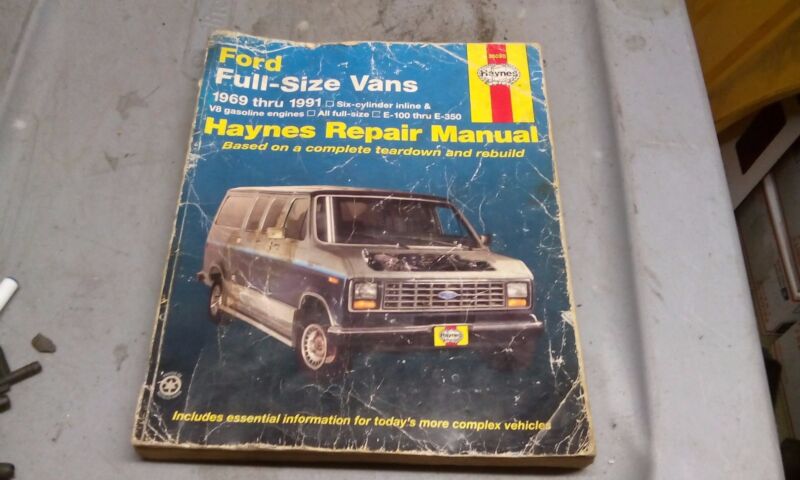 Ford
Full-Size Vans
1969 thru 1991 □ Six-cylinder inline &
V8 gasoline engines □ All full-size □ E-100 thru E-350
Haynes
Haynes Repair Manual
Based on a complete teardown and rebuild
Haynes
Includes essential information for today's more complex vehicles